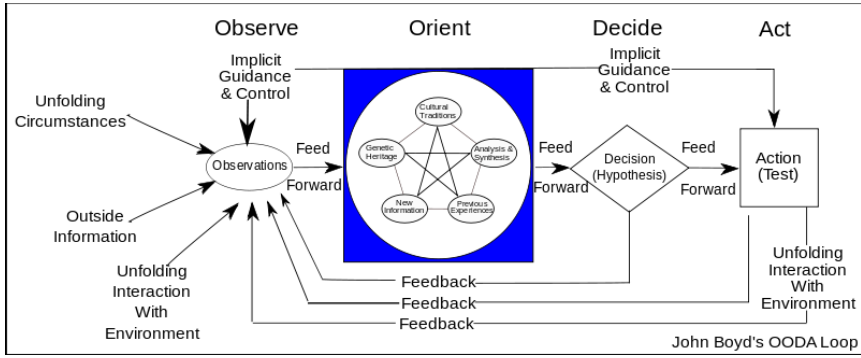 Observe
Orient
Decide
Act
Implicit
Guidance
& Control
Implicit
Guidance
& Control
Unfolding
Circumstances
Outside
Information
Unfolding
Interaction
With
Environment
Observations
Feed
Forward
Cultural
Traditions
Genetic
Heritage
Analysis &
Synthesis
New
Information
Previous
Experiences
Feed
Forward
Decision
(Hypothesis)
Feed
Forward
Action
(Test)
Unfolding
Interaction
With
Environment
Feedback
Feedback
Feedback
John Boyd's OODA Loop